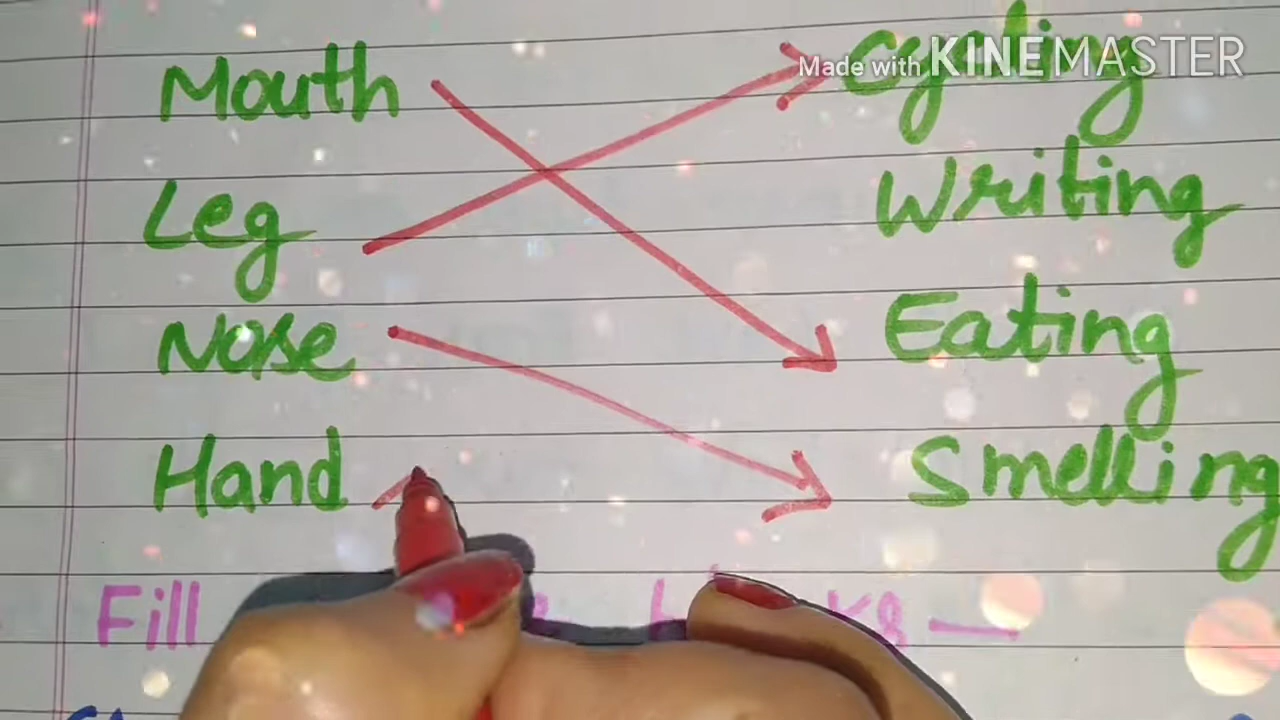 Made with KINEMASTER
Mouth Cycling
Leg Writing
Nose Eating
Hand Smelling
Fill